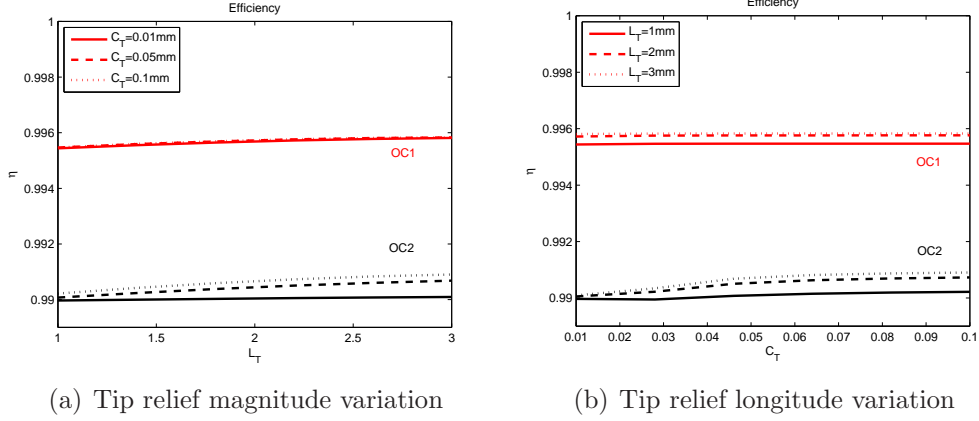 Efficiency
C_T=0.01mm
C_T=0.05mm
C_T=0.1mm
1
0.998
0.996
0.994
0.992
0.99
η
OC1
OC2
1
1.5
2
2.5
3
L_T
(a) Tip relief magnitude variation
Efficiency
L_T=1mm
L_T=2mm
L_T=3mm
1
0.998
0.996
0.994
0.992
0.99
η
OC1
OC2
0.01
0.02
0.03
0.04
0.05
0.06
0.07
0.08
0.09
0.1
C_T
(b) Tip relief longitude variation